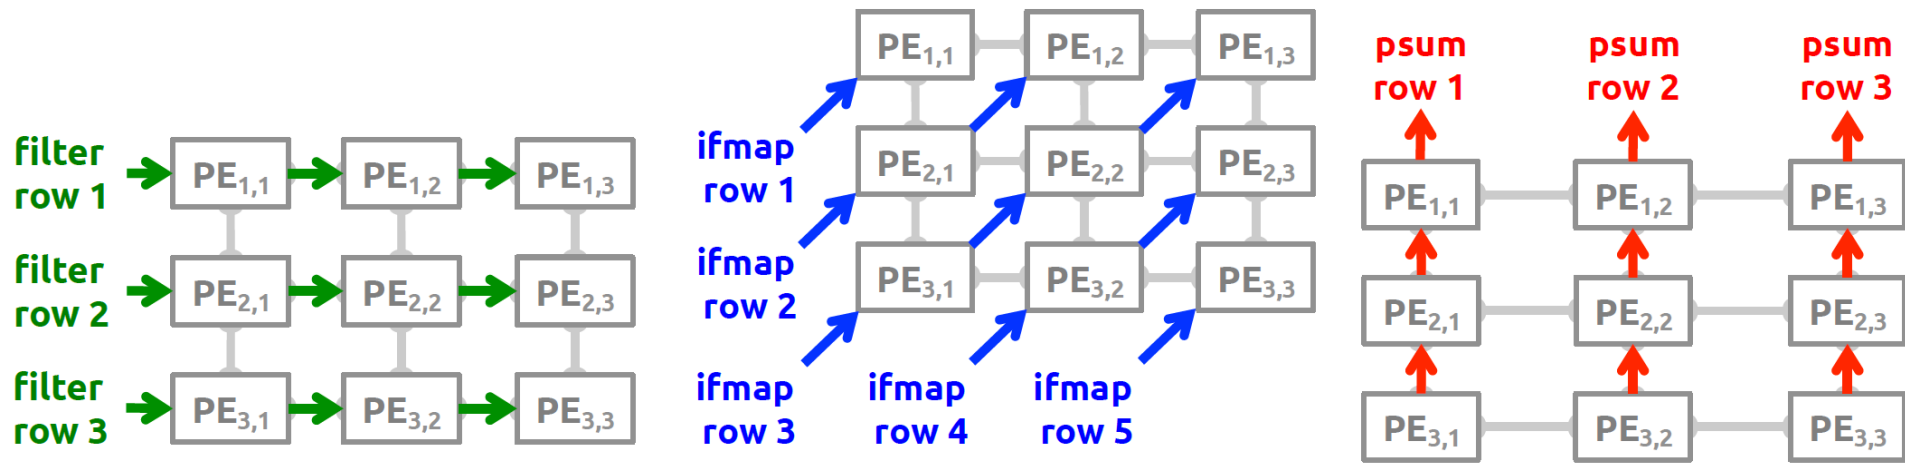 filter
row 1
PE1,1
PE1,2
PE1,3
filter
row 2
PE2,1
PE2,2
PE2,3
filter
row 3
PE3,1
PE3,2
PE3,3
PE1,1
PE1,2
PE1,3
ifmap
row 1
PE2,1
PE2,2
PE2,3
ifmap
row 2
PE3,1
PE3,2
PE3,3
ifmap
row 3
ifmap
row 4
ifmap
row 5
psum
row 1
psum
row 2
psum
row 3
PE1,1
PE1,2
PE1,3
PE2,1
PE2,2
PE2,3
PE3,1
PE3,2
PE3,3